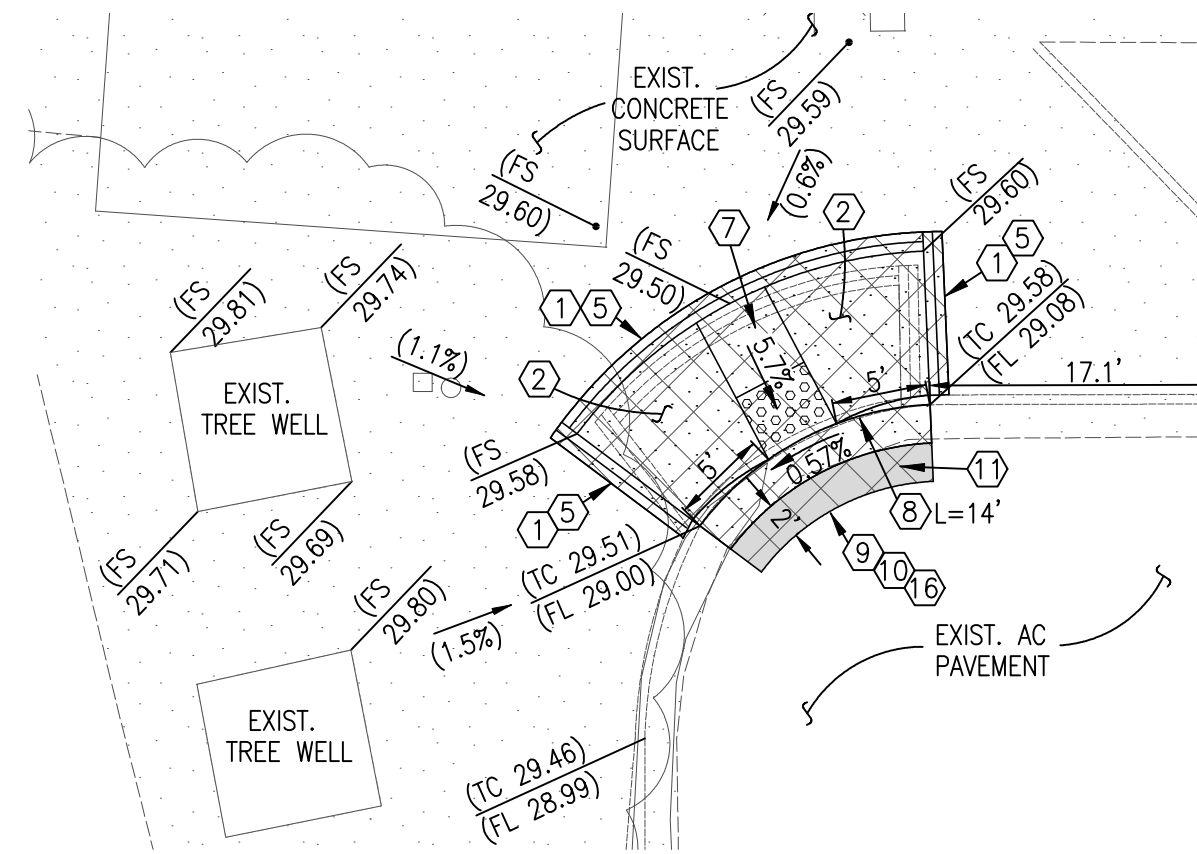 EXIST.
CONCRETE
SURFACE
(FS
29.59)
(FS
29.60)
(0.6%)
(FS
29.60)
7
2
(FS
29.50)
5
1
(FS
29.81)
(FS
29.74)
(TC 29.58)
(FL 29.08)
1
5
(1.1%)
5.7%
5'
17.1'
2
EXIST.
TREE WELL
(FS
29.58)
5'
0.57%
11
1
5
2'
8
L=14'
(FS
29.71)
(FS
29.69)
(TC 29.51)
(FL 29.00)
9
10
16
(FS
29.80)
(1.5%)
EXIST. AC
PAVEMENT
EXIST.
TREE WELL
(TC 29.46)
(FL 28.99)